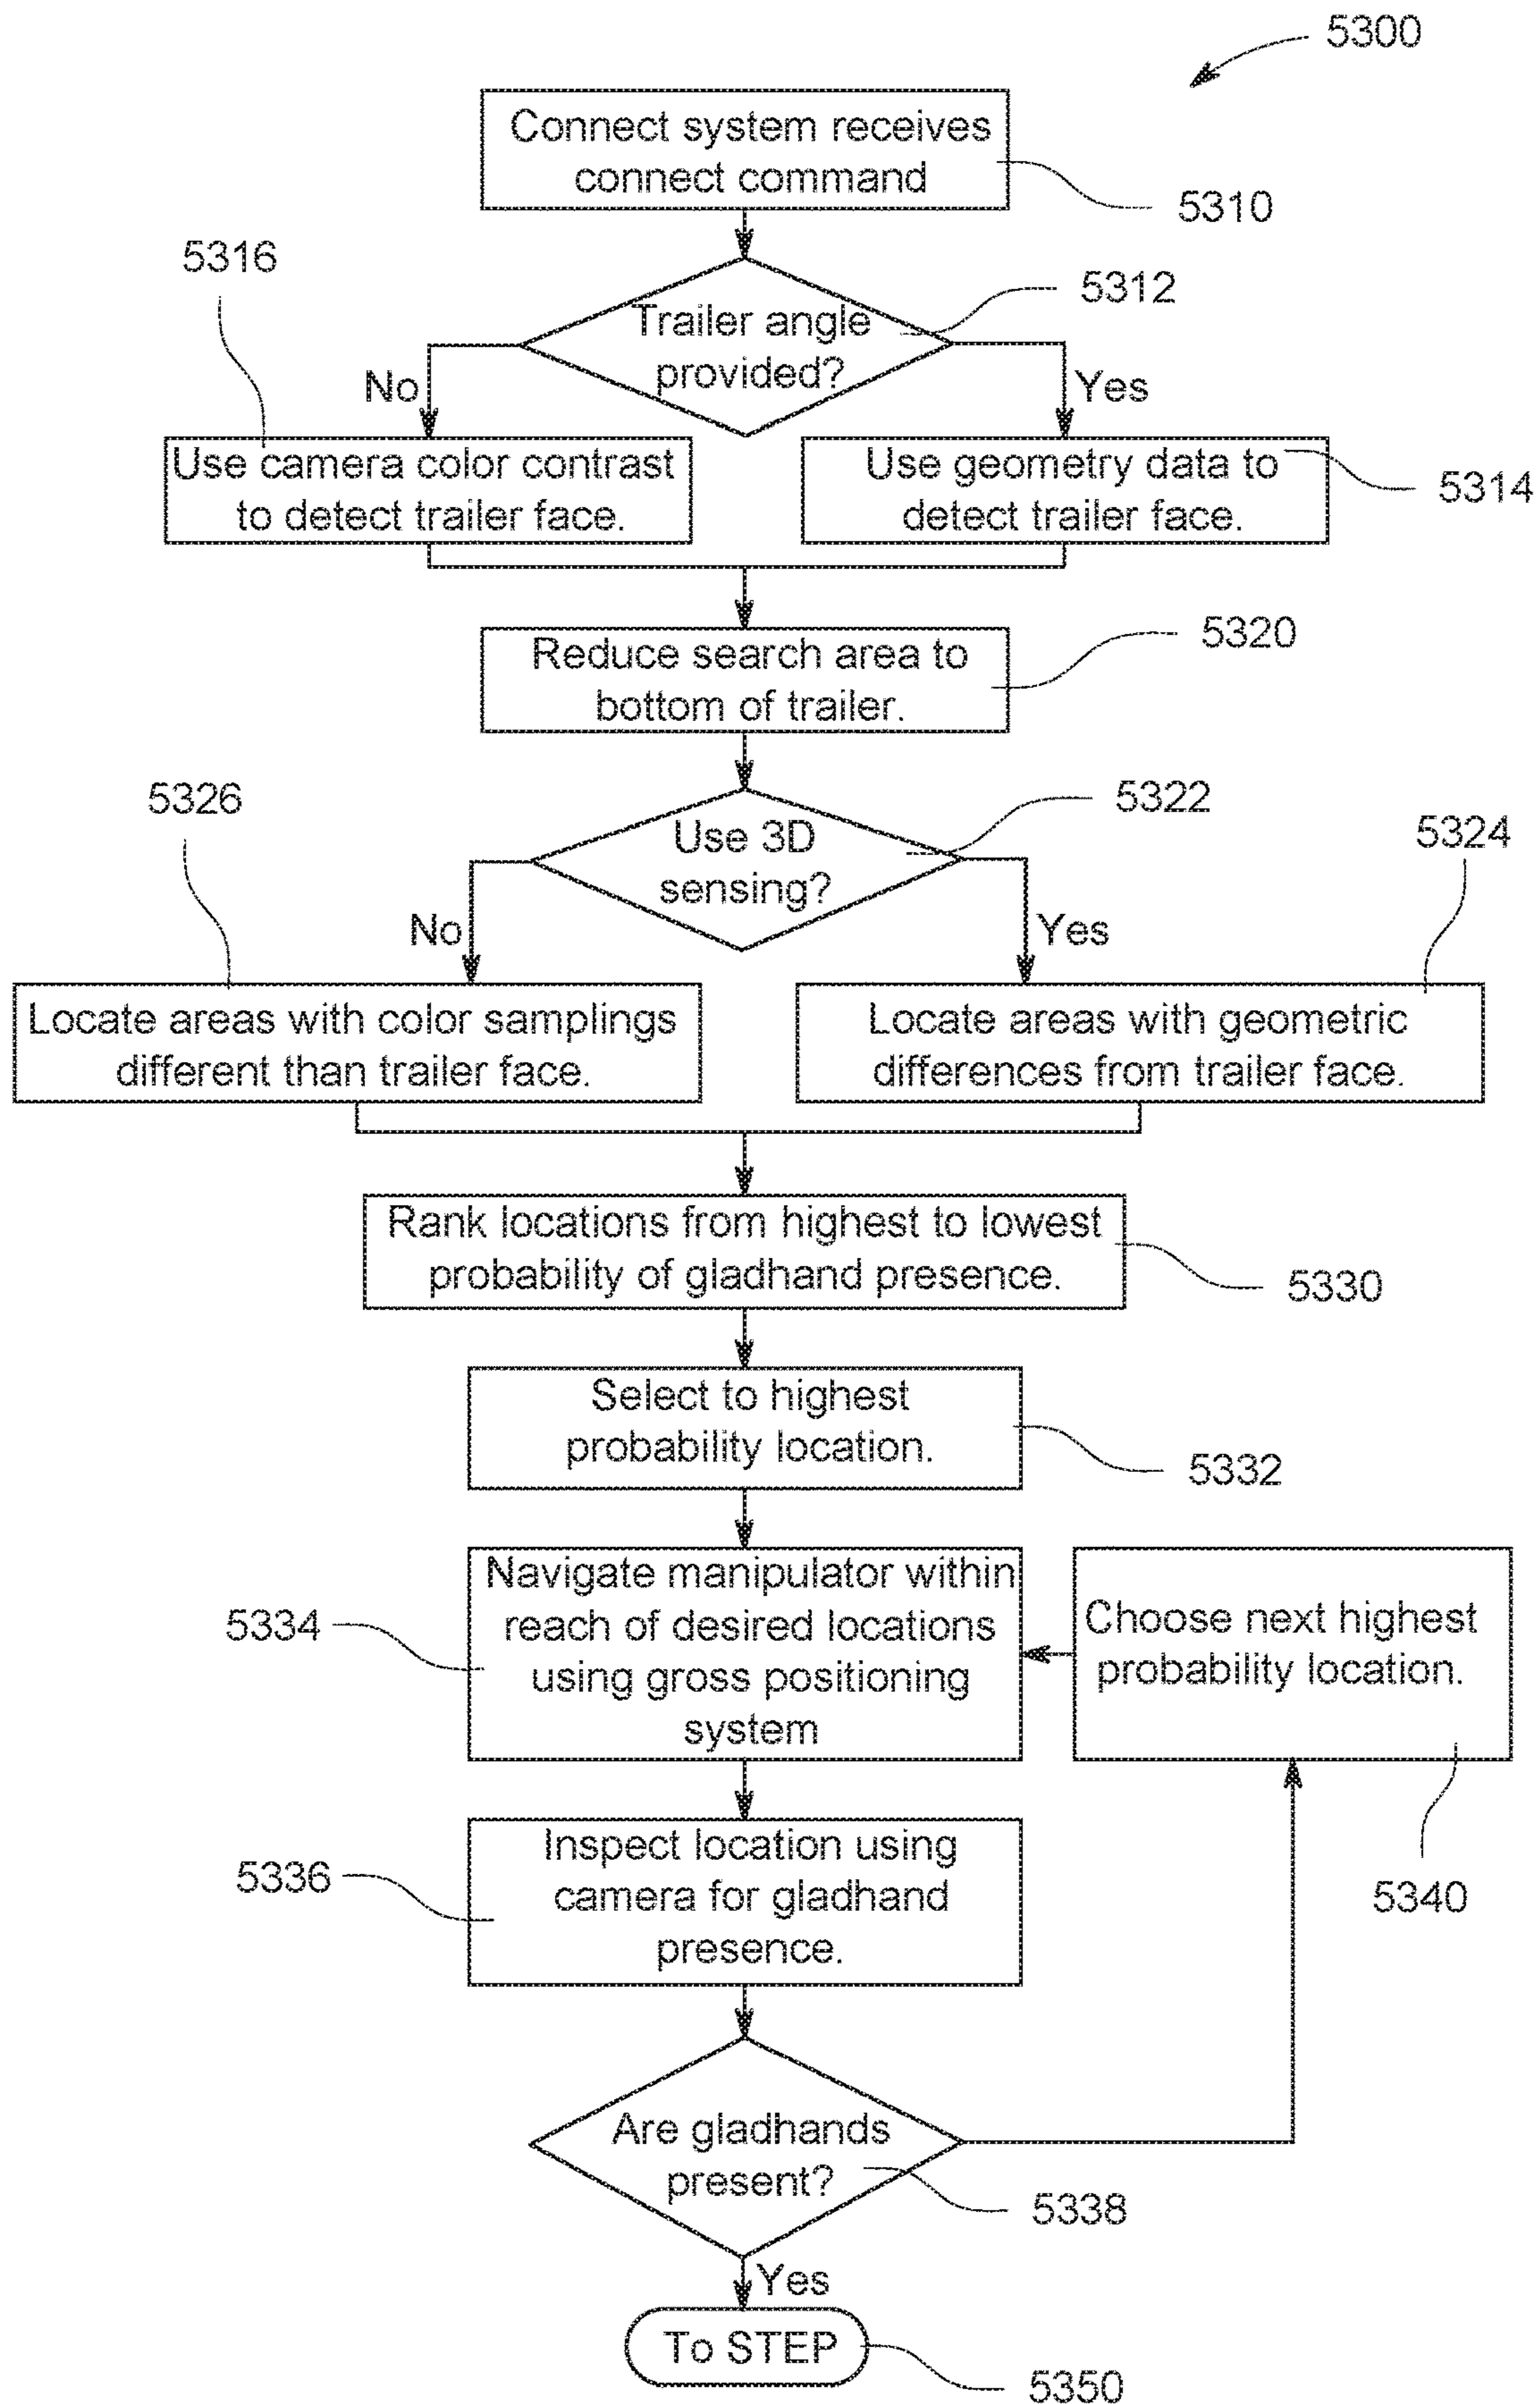 5300
Connect system receives
connect command
5310
5316
Trailer angle
provided?
5312
No
Yes
Use camera color contrast
to detect trailer face.
Use geometry data to
detect trailer face.
5314
Reduce search area to
bottom of trailer.
5320
5326
Use 3D
sensing?
5322
5324
No
Yes
Locate areas with color samplings
different than trailer face.
Locate areas with geometric
differences from trailer face.
Rank locations from highest to lowest
probability of gladhand presence.
5330
Select to highest
probability location.
5332
Navigate manipulator within
reach of desired locations
using gross positioning
system
5334
Choose next highest
probability location.
5340
Inspect location using
camera for gladhand
presence.
5336
Are gladhands
present?
5338
Yes
To STEP
5350